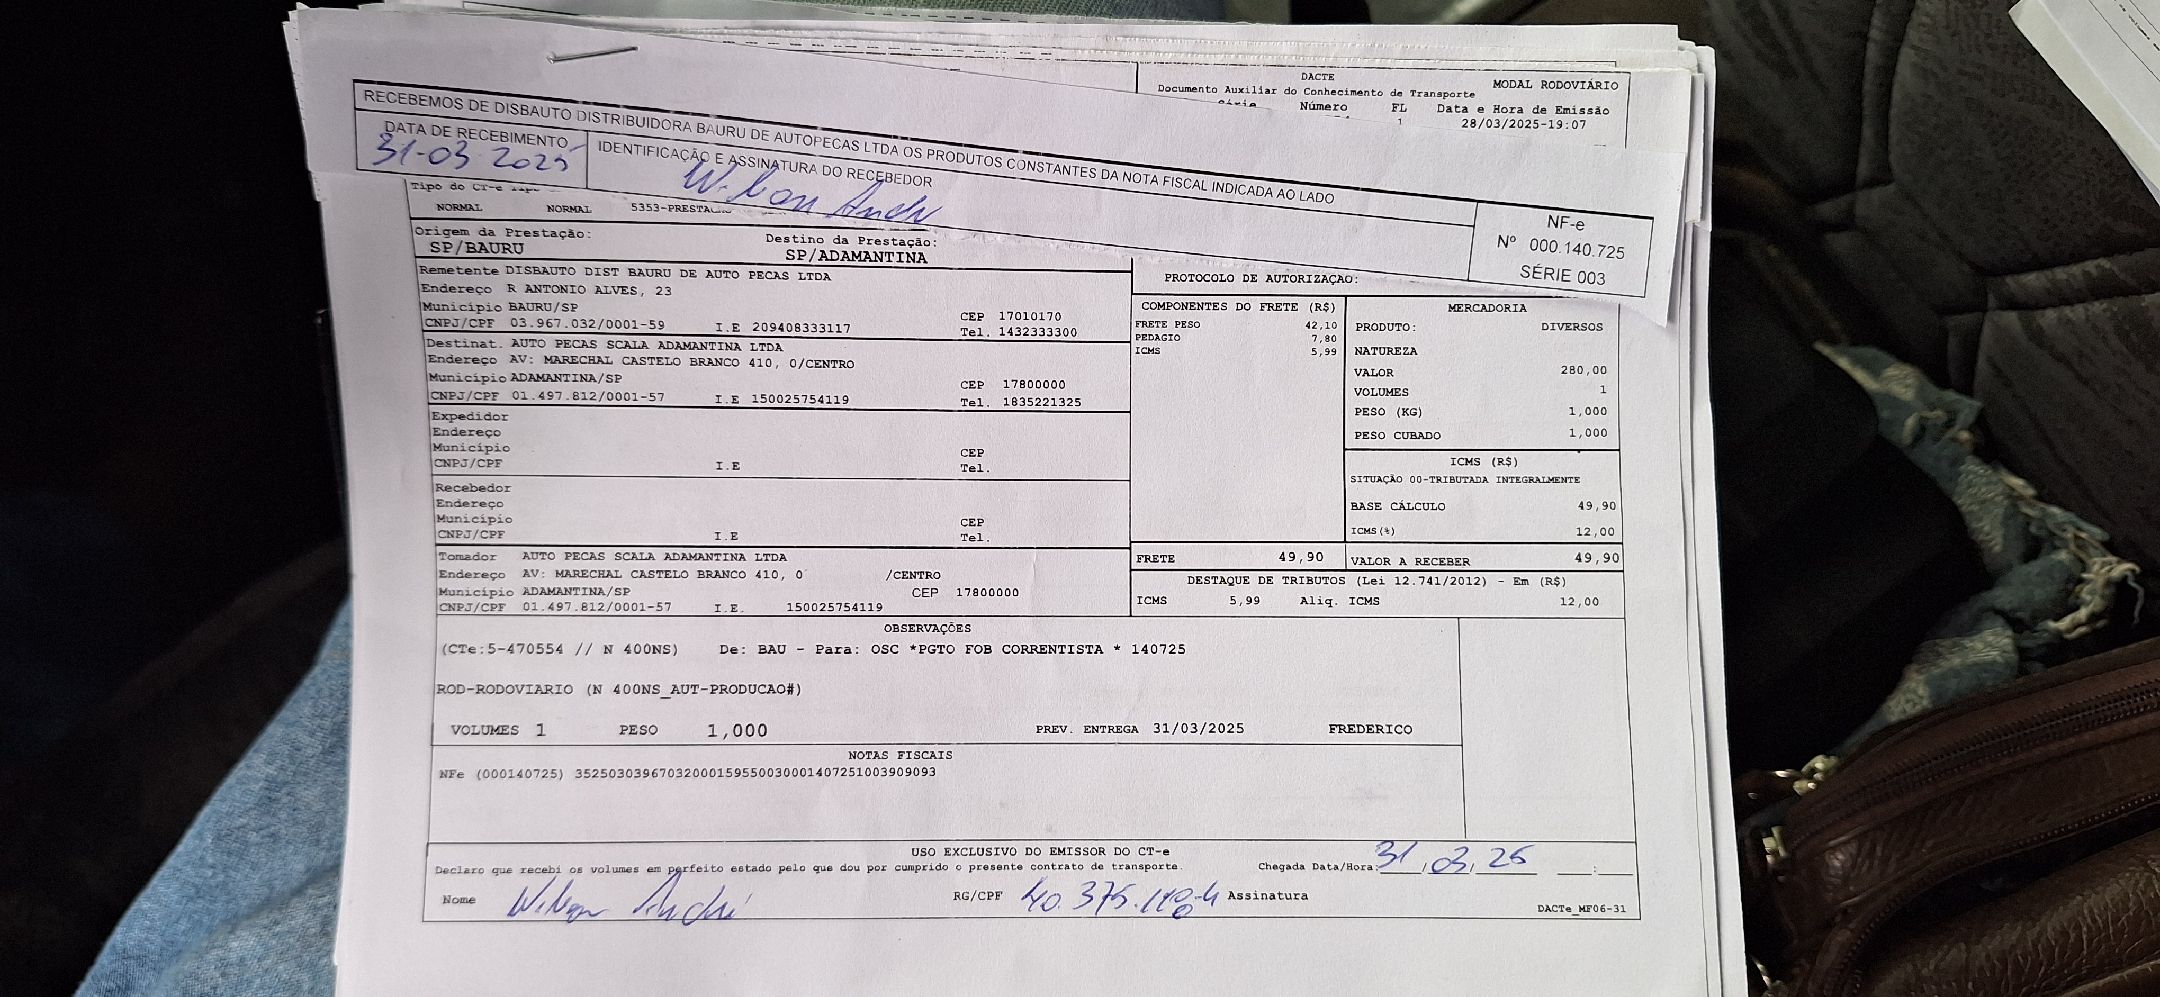 DACTE
MODAL RODOVIÁRIO
Documento Auxiliar do Conhecimento de Transporte
Série Número FL Data e Hora de Emissão
1 28/03/2025-19:07
RECEBEMOS DE DISBAUTO DISTRIBUIDORA BAURU DE AUTOPECAS LTDA OS PRODUTOS CONSTANTES DA NOTA FISCAL INDICADA AO LADO
DATA DE RECEBIMENTO
31-03-2025
IDENTIFICAÇÃO E ASSINATURA DO RECEBEDOR
Wilson André
NF-e
Nº 000.140.725
SÉRIE 003
Tipo do CT-e
NORMAL NORMAL 5353-PRESTA
Origem da Prestação:
SP/BAURU
Destino da Prestação:
SP/ADAMANTINA
Remetente DISBAUTO DIST BAURU DE AUTO PECAS LTDA
Endereço R ANTONIO ALVES, 23
Município BAURU/SP CEP 17010170
CNPJ/CPF 03.967.032/0001-59 I.E 209408333117 Tel. 1432333300
Destinat. AUTO PECAS SCALA ADAMANTINA LTDA
Endereço AV: MARECHAL CASTELO BRANCO 410, 0/CENTRO
Município ADAMANTINA/SP CEP 17800000
CNPJ/CPF 01.497.812/0001-57 I.E 150025754119 Tel. 1835221325
Expedidor
Endereço
Município CEP
CNPJ/CPF I.E Tel.
Recebedor
Endereço
Município CEP
CNPJ/CPF I.E Tel.
Tomador AUTO PECAS SCALA ADAMANTINA LTDA
Endereço AV: MARECHAL CASTELO BRANCO 410, 0 /CENTRO
Município ADAMANTINA/SP CEP 17800000
CNPJ/CPF 01.497.812/0001-57 I.E. 150025754119
PROTOCOLO DE AUTORIZAÇAO:
COMPONENTES DO FRETE (R$)
FRETE PESO 42,10
PEDAGIO 7,80
ICMS 5,99
MERCADORIA
PRODUTO: DIVERSOS
NATUREZA
VALOR 280,00
VOLUMES 1
PESO (KG) 1,000
PESO CUBADO 1,000
ICMS (R$)
SITUAÇÃO 00-TRIBUTADA INTEGRALMENTE
BASE CÁLCULO 49,90
ICMS(%) 12,00
FRETE 49,90 VALOR A RECEBER 49,90
DESTAQUE DE TRIBUTOS (Lei 12.741/2012) - Em (R$)
ICMS 5,99 Aliq. ICMS 12,00
OBSERVAÇÕES
(CTe:5-470554 // N 400NS) De: BAU - Para: OSC *PGTO FOB CORRENTISTA * 140725
ROD-RODOVIARIO (N 400NS_AUT-PRODUCAO#)
VOLUMES 1 PESO 1,000 PREV. ENTREGA 31/03/2025 FREDERICO
NOTAS FISCAIS
NFe (000140725) 35250303967032000159550030001407251003909093
USO EXCLUSIVO DO EMISSOR DO CT-e
Declaro que recebi os volumes em perfeito estado pelo que dou por cumprido o presente contrato de transporte. Chegada Data/Hora: 31/03/25 :
Nome Wilson André RG/CPF Assinatura
DACTe_MF06-31